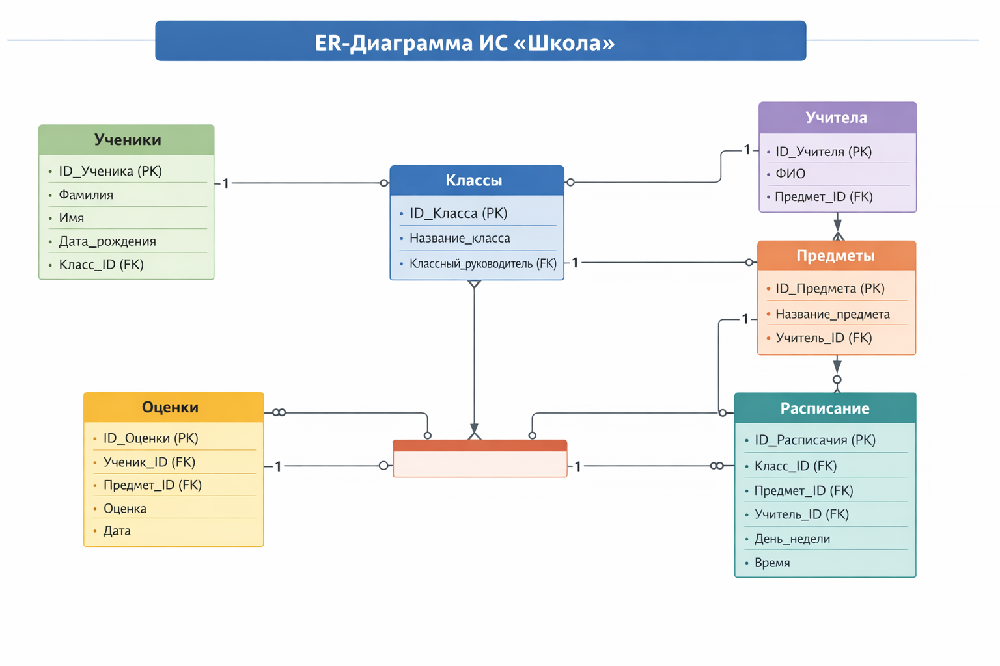 ER-Диаграмма ИС «Школа»
Ученики
• ID_Ученика (PK)
• Фамилия
• Имя
• Дата_рождения
• Класс_ID (FK)
1
Классы
• ID_Класса (PK)
• Название_класса
• Классный_руководитель (FK)
1
1
Учитела
• ID_Учителя (PK)
• ФИО
• Предмет_ID (FK)
Предметы
• ID_Предмета (PK)
• Название_предмета
• Учитель_ID (FK)
1
Оценки
• ID_Оценки (PK)
• Ученик_ID (FK)
• Предмет_ID (FK)
• Оценка
• Дата
1
1
Расписание
• ID_Расписачия (PK)
• Класс_ID (FK)
• Предмет_ID (FK)
• Учитель_ID (FK)
• День_недели
• Время